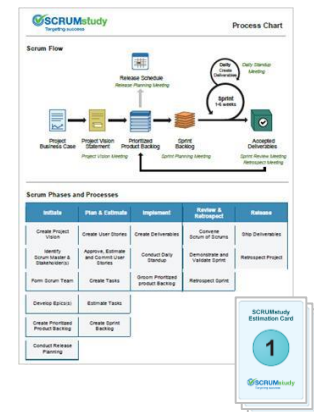 SCRUMstudy
Targeting success
Process Chart
Scrum Flow
Daily
Create
Deliverables
Daily Standup
Meeting
Release Schedule
Release Planning Meeting
Sprint
1-6 weeks
Project
Business Case
Project Vision
Statement
Prioritized
Product Backlog
Sprint
Backlog
Accepted
Deliverables
Project Vision Meeting
Sprint Planning Meeting
Sprint Review Meeting
Retrospect Meeting
Scrum Phases and Processes
Initiate
Plan & Estimate
Implement
Review &
Retrospect
Release
Create Project
Vision
Create User Stories
Create Deliverables
Convene
Scrum of Scrums
Ship Deliverables
Identify
Scrum Master &
Stakeholder(s)
Approve, Estimate
and Commit User
Stories
Conduct Daily
Standup
Demonstrate and
Validate Sprint
Retrospect Project
Form Scrum Team
Create Tasks
Groom Prioritized
product Backlog
Retrospect Sprint
Develop Epics(s)
Estimate Tasks
Create Prioritized
Product Backlog
Create Sprint
Backlog
Conduct Release
Planning
SCRUMstudy
Estimation Card
1
SCRUMstudy
Targeting success